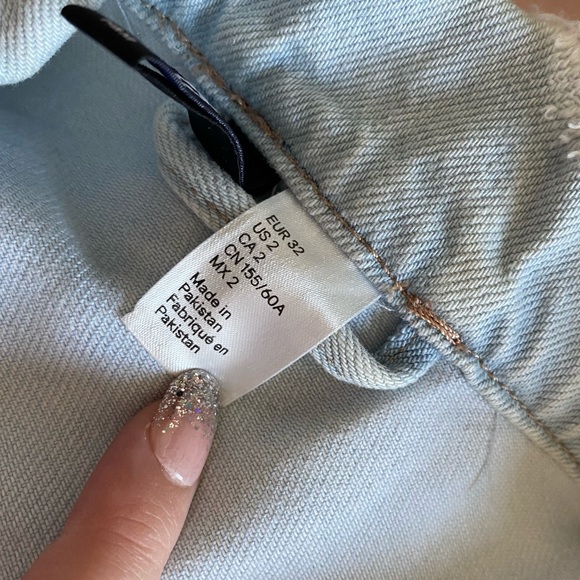 EUR 32
US 2
CA 2
CN 155/60A
MX 2
Made in
Pakistan
Fabriqué en
Pakistan